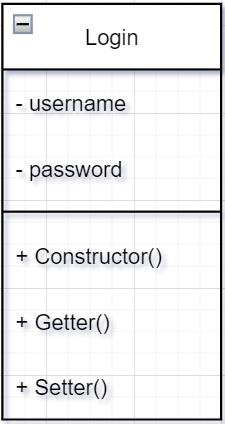 Login
- username
- password
+ Constructor()
+ Getter()
+ Setter()